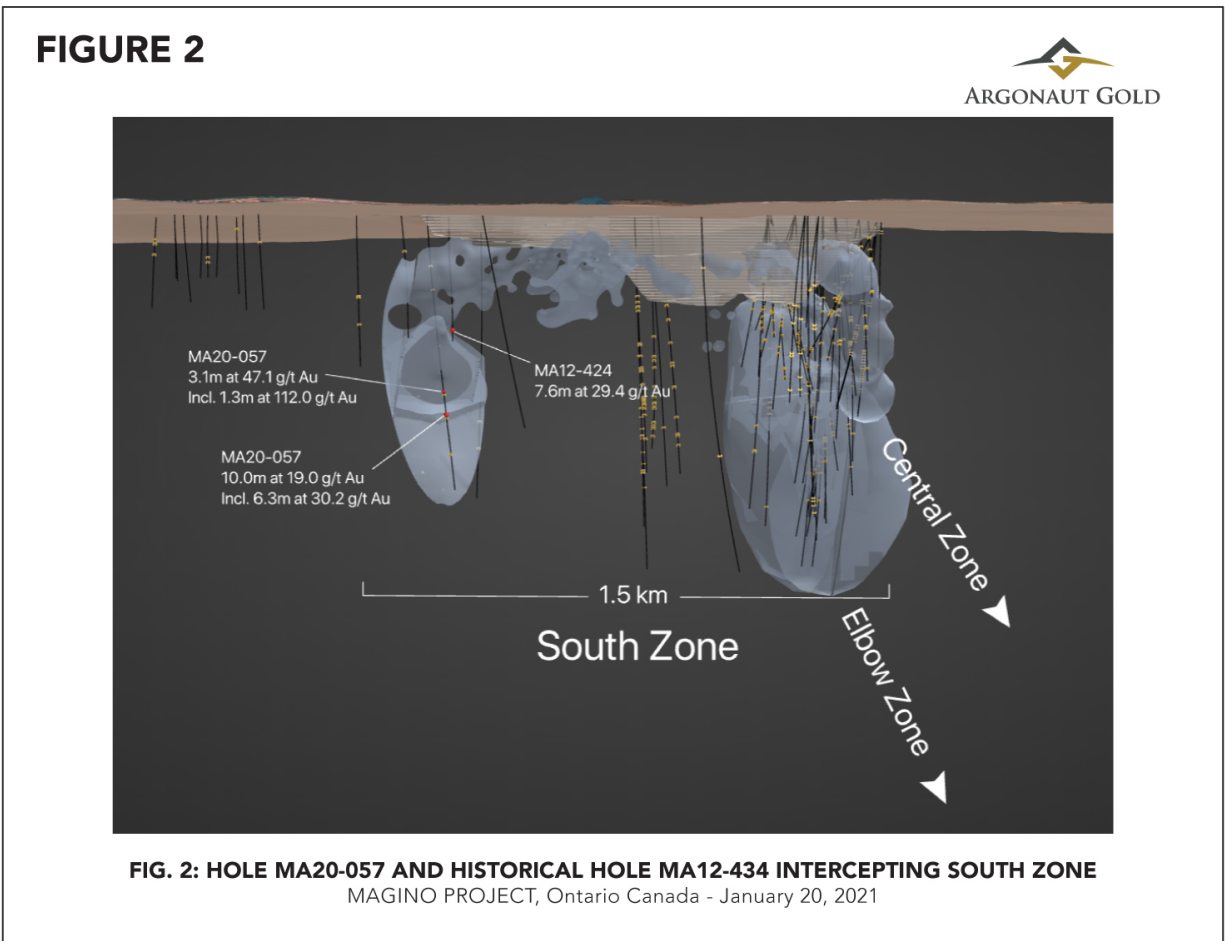 FIGURE 2
ARGONAUT GOLD
MA20-057
3.1m at 47.1 g/t Au
Incl. 1.3m at 112.0 g/t Au
MA12-424
7.6m at 29.4 g/t Au
MA20-057
10.0m at 19.0 g/t Au
Incl. 6.3m at 30.2 g/t Au
Central Zone
1.5 km
South Zone
Elbow Zone
FIG. 2: HOLE MA20-057 AND HISTORICAL HOLE MA12-434 INTERCEPTING SOUTH ZONE
MAGINO PROJECT, Ontario Canada - January 20, 2021